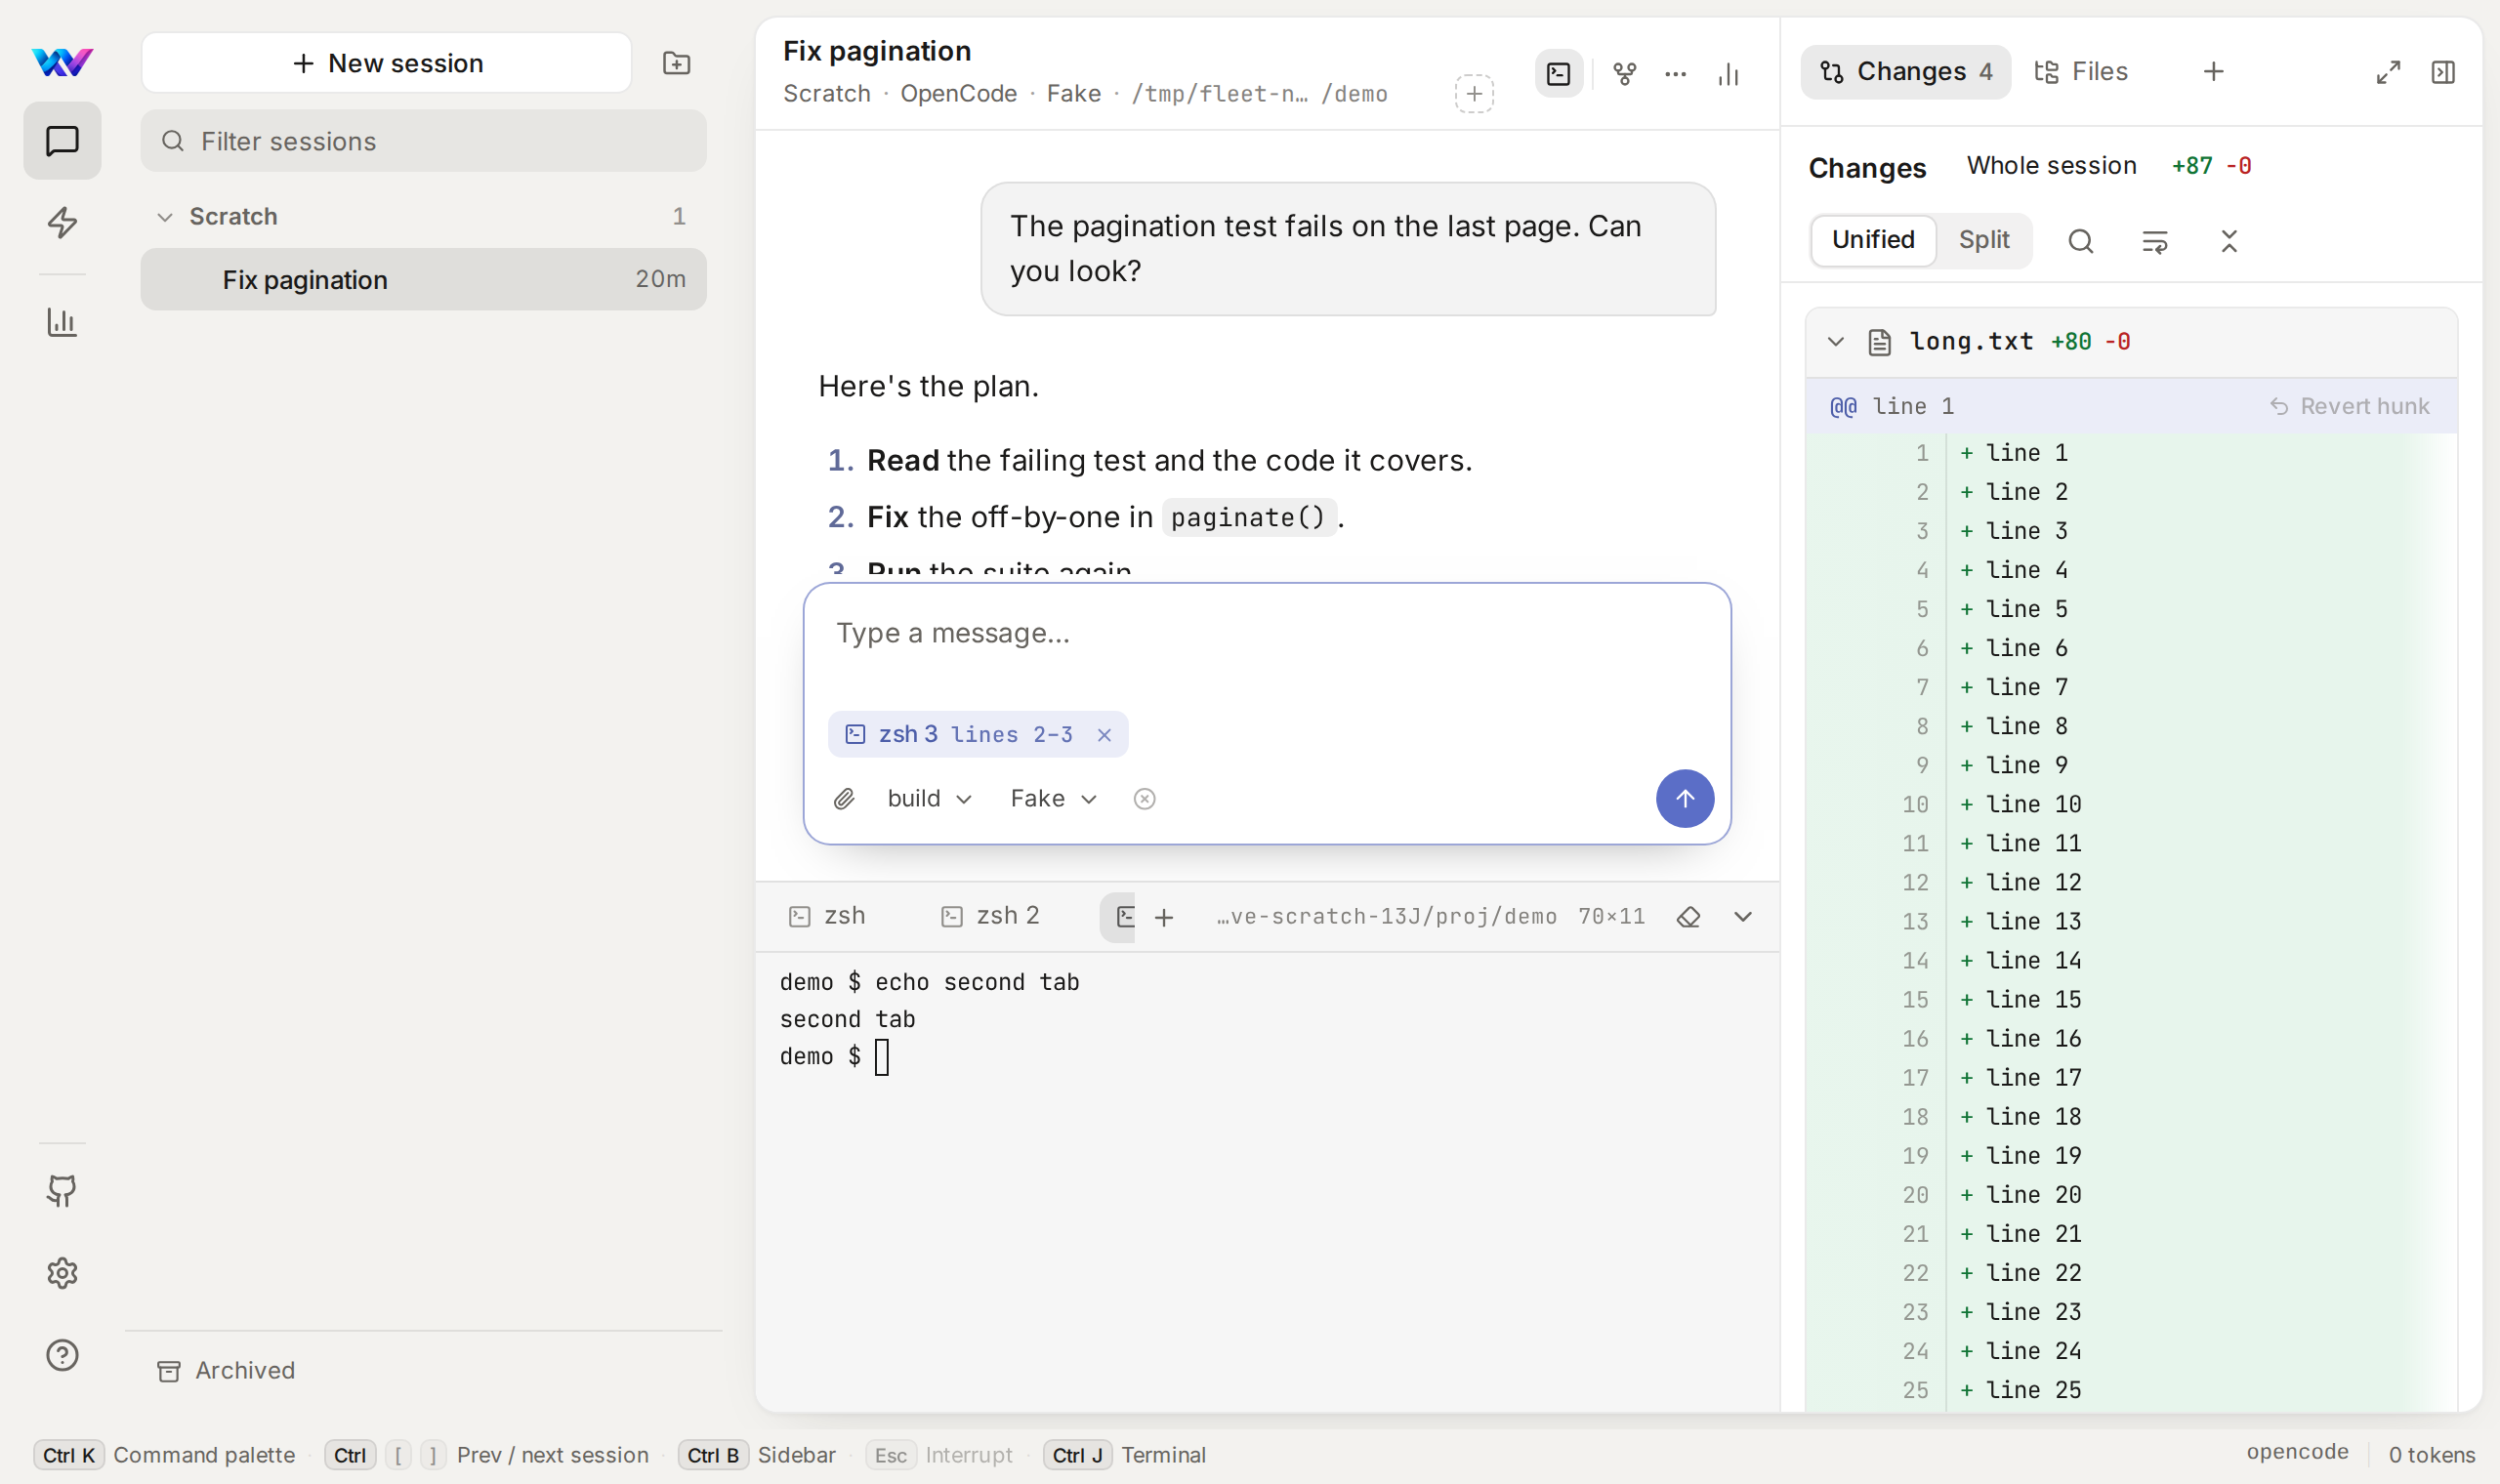 New session
Filter sessions
Scratch 1
Fix pagination 20m
Archived
Fix pagination
Scratch · OpenCode · Fake · /tmp/fleet-n… /demo
The pagination test fails on the last page. Can
you look?
Here's the plan.
1. Read the failing test and the code it covers.
2. Fix the off-by-one in paginate().
3. Run the suite again.
Type a message...
zsh 3 lines 2-3
build Fake
zsh zsh 2 …ve-scratch-13J/proj/demo 70×11
demo $ echo second tab
second tab
demo $
Changes 4 Files
Changes Whole session +87 -0
Unified Split
long.txt +80 -0
@@ line 1 Revert hunk
1 + line 1
2 + line 2
3 + line 3
4 + line 4
5 + line 5
6 + line 6
7 + line 7
8 + line 8
9 + line 9
10 + line 10
11 + line 11
12 + line 12
13 + line 13
14 + line 14
15 + line 15
16 + line 16
17 + line 17
18 + line 18
19 + line 19
20 + line 20
21 + line 21
22 + line 22
23 + line 23
24 + line 24
25 + line 25
Ctrl K Command palette · Ctrl [ ] Prev / next session · Ctrl B Sidebar · Esc Interrupt · Ctrl J Terminal
opencode 0 tokens